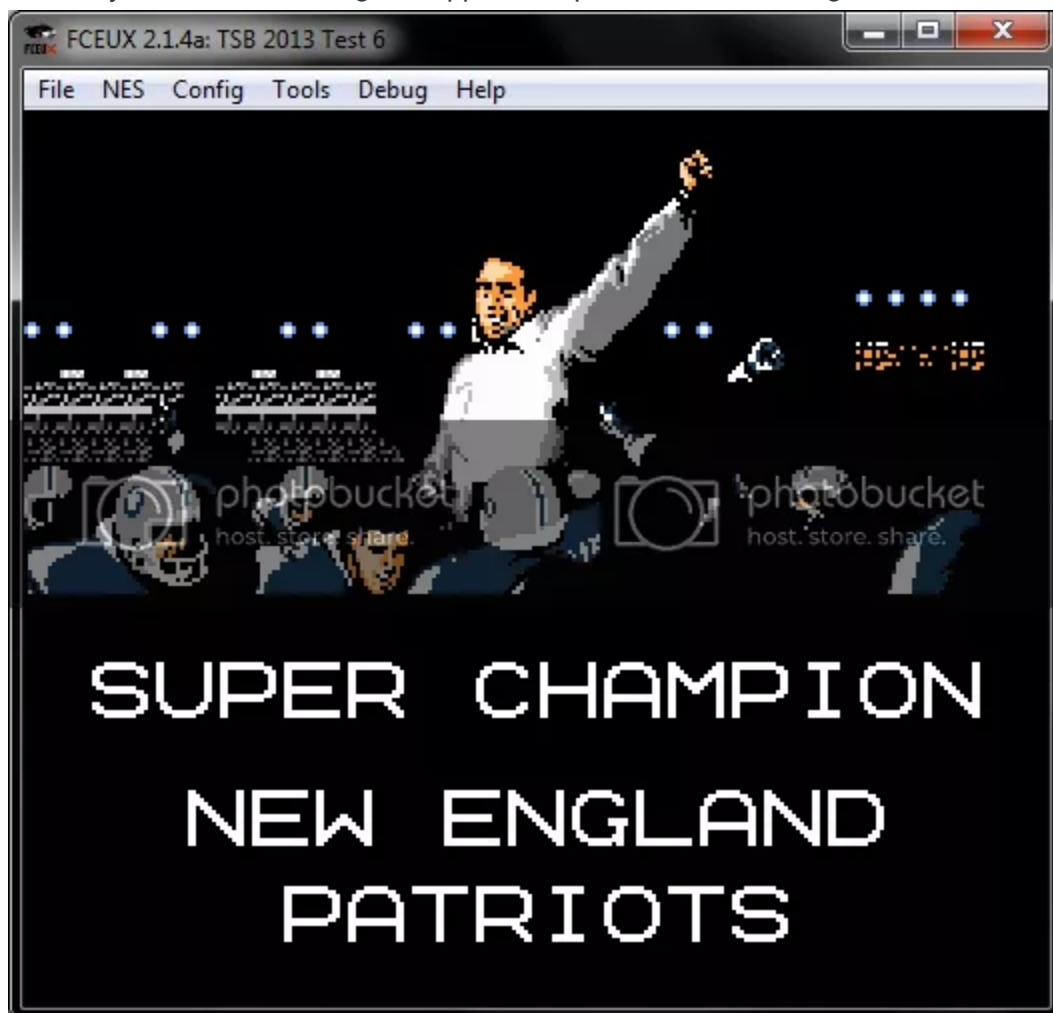 FCEUX 2.1.4a: TSB 2013 Test 6
File NES Config Tools Debug Help
photobucket
host. store. share.
photobucket
host. store. share.
SUPER CHAMPION
NEW ENGLAND
PATRIOTS